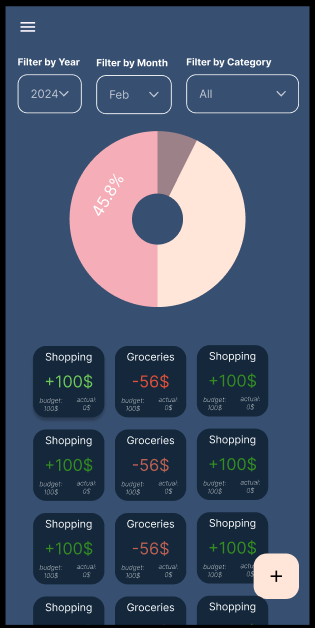 Filter by Year Filter by Month Filter by Category
2024 Feb All
45.8%
Shopping Groceries Shopping
+100$ -56$ +100$
budget: actual: budget: actual: budget: actual:
100$ 0$ 100$ 0$ 100$ 0$
Shopping Groceries Shopping
+100$ -56$ +100$
budget: actual: budget: actual: budget: actual:
100$ 0$ 100$ 0$ 100$ 0$
Shopping Groceries Shopping
+100$ -56$ +100$
budget: actual: budget: actual: budget:
100$ 0$ 100$ 0$ 100$
+
Shopping Groceries Shopping